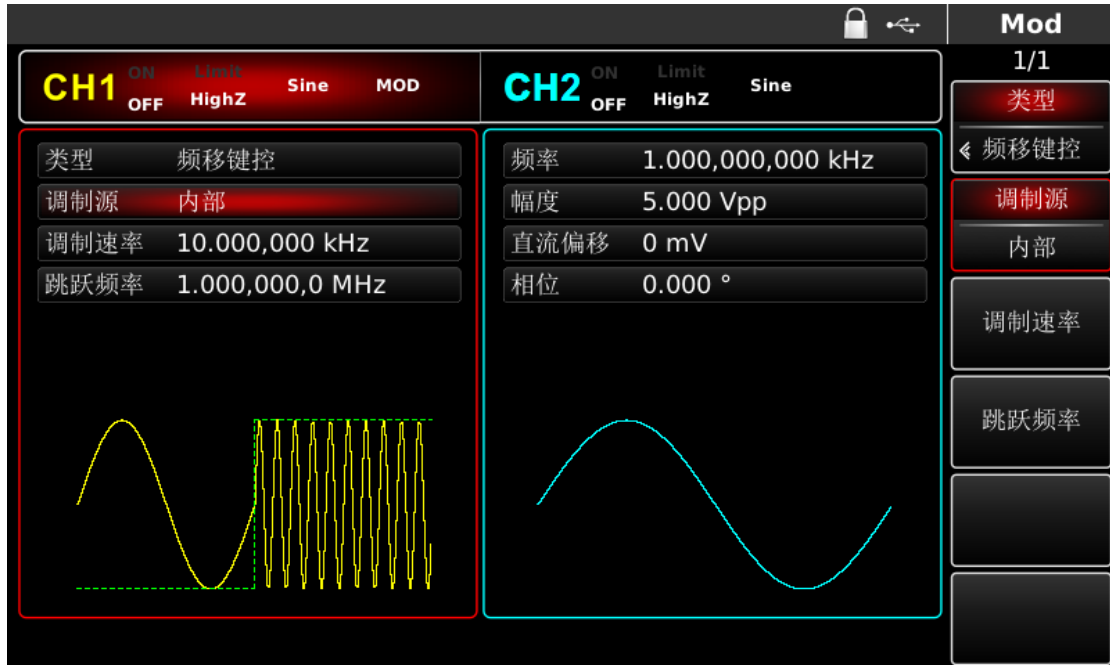 Mod
1/1
CH1 ON OFF Limit HighZ Sine MOD
CH2 ON OFF Limit HighZ Sine
类型 频移键控
调制源 内部
调制速率 10.000,000 kHz
跳跃频率 1.000,000,0 MHz
频率 1.000,000,000 kHz
幅度 5.000 Vpp
直流偏移 0 mV
相位 0.000 °
类型
频移键控
调制源
内部
调制速率
跳跃频率